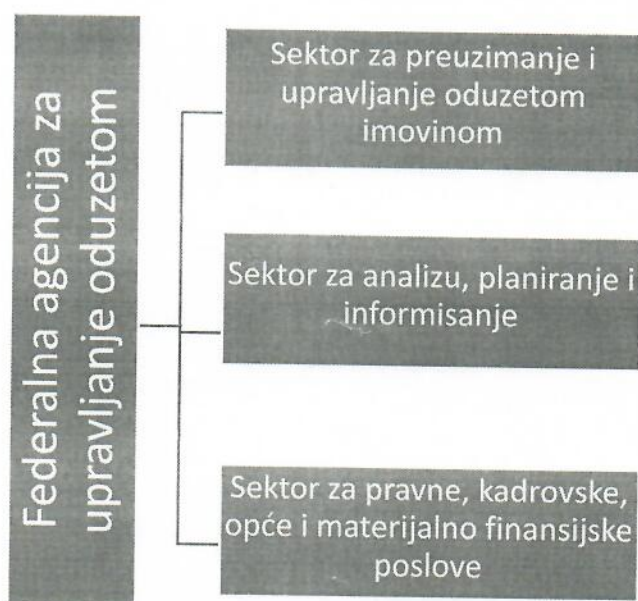 Federalna agencija za
upravljanje oduzetom
Sektor za preuzimanje i
upravljanje oduzetom
imovinom
Sektor za analizu, planiranje i
informisanje
Sektor za pravne, kadrovske,
opće i materijalno finansijske
poslove